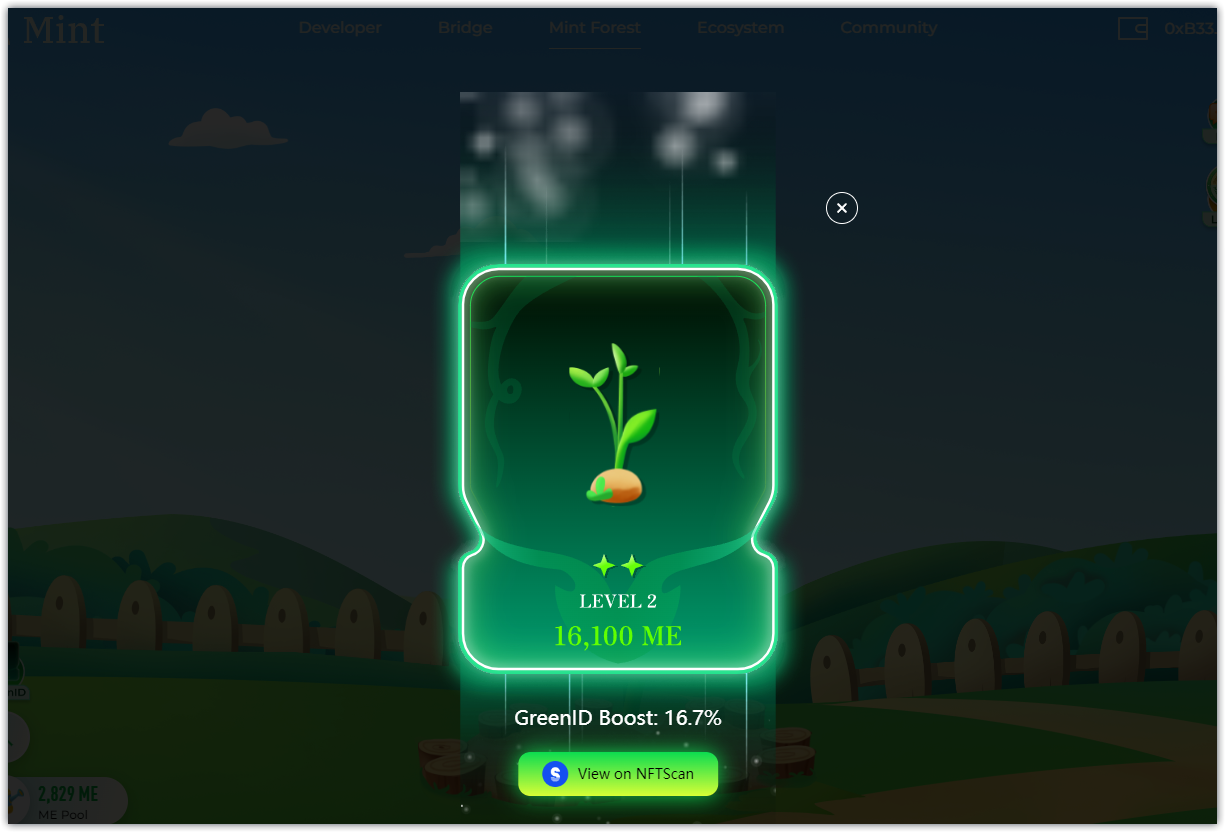 Mint
Developer
Bridge
Mint Forest
Ecosystem
Community
0xB33.
LEVEL 2
16,100 ME
GreenID Boost: 16.7%
View on NFTScan
2,829 ME
ME Pool